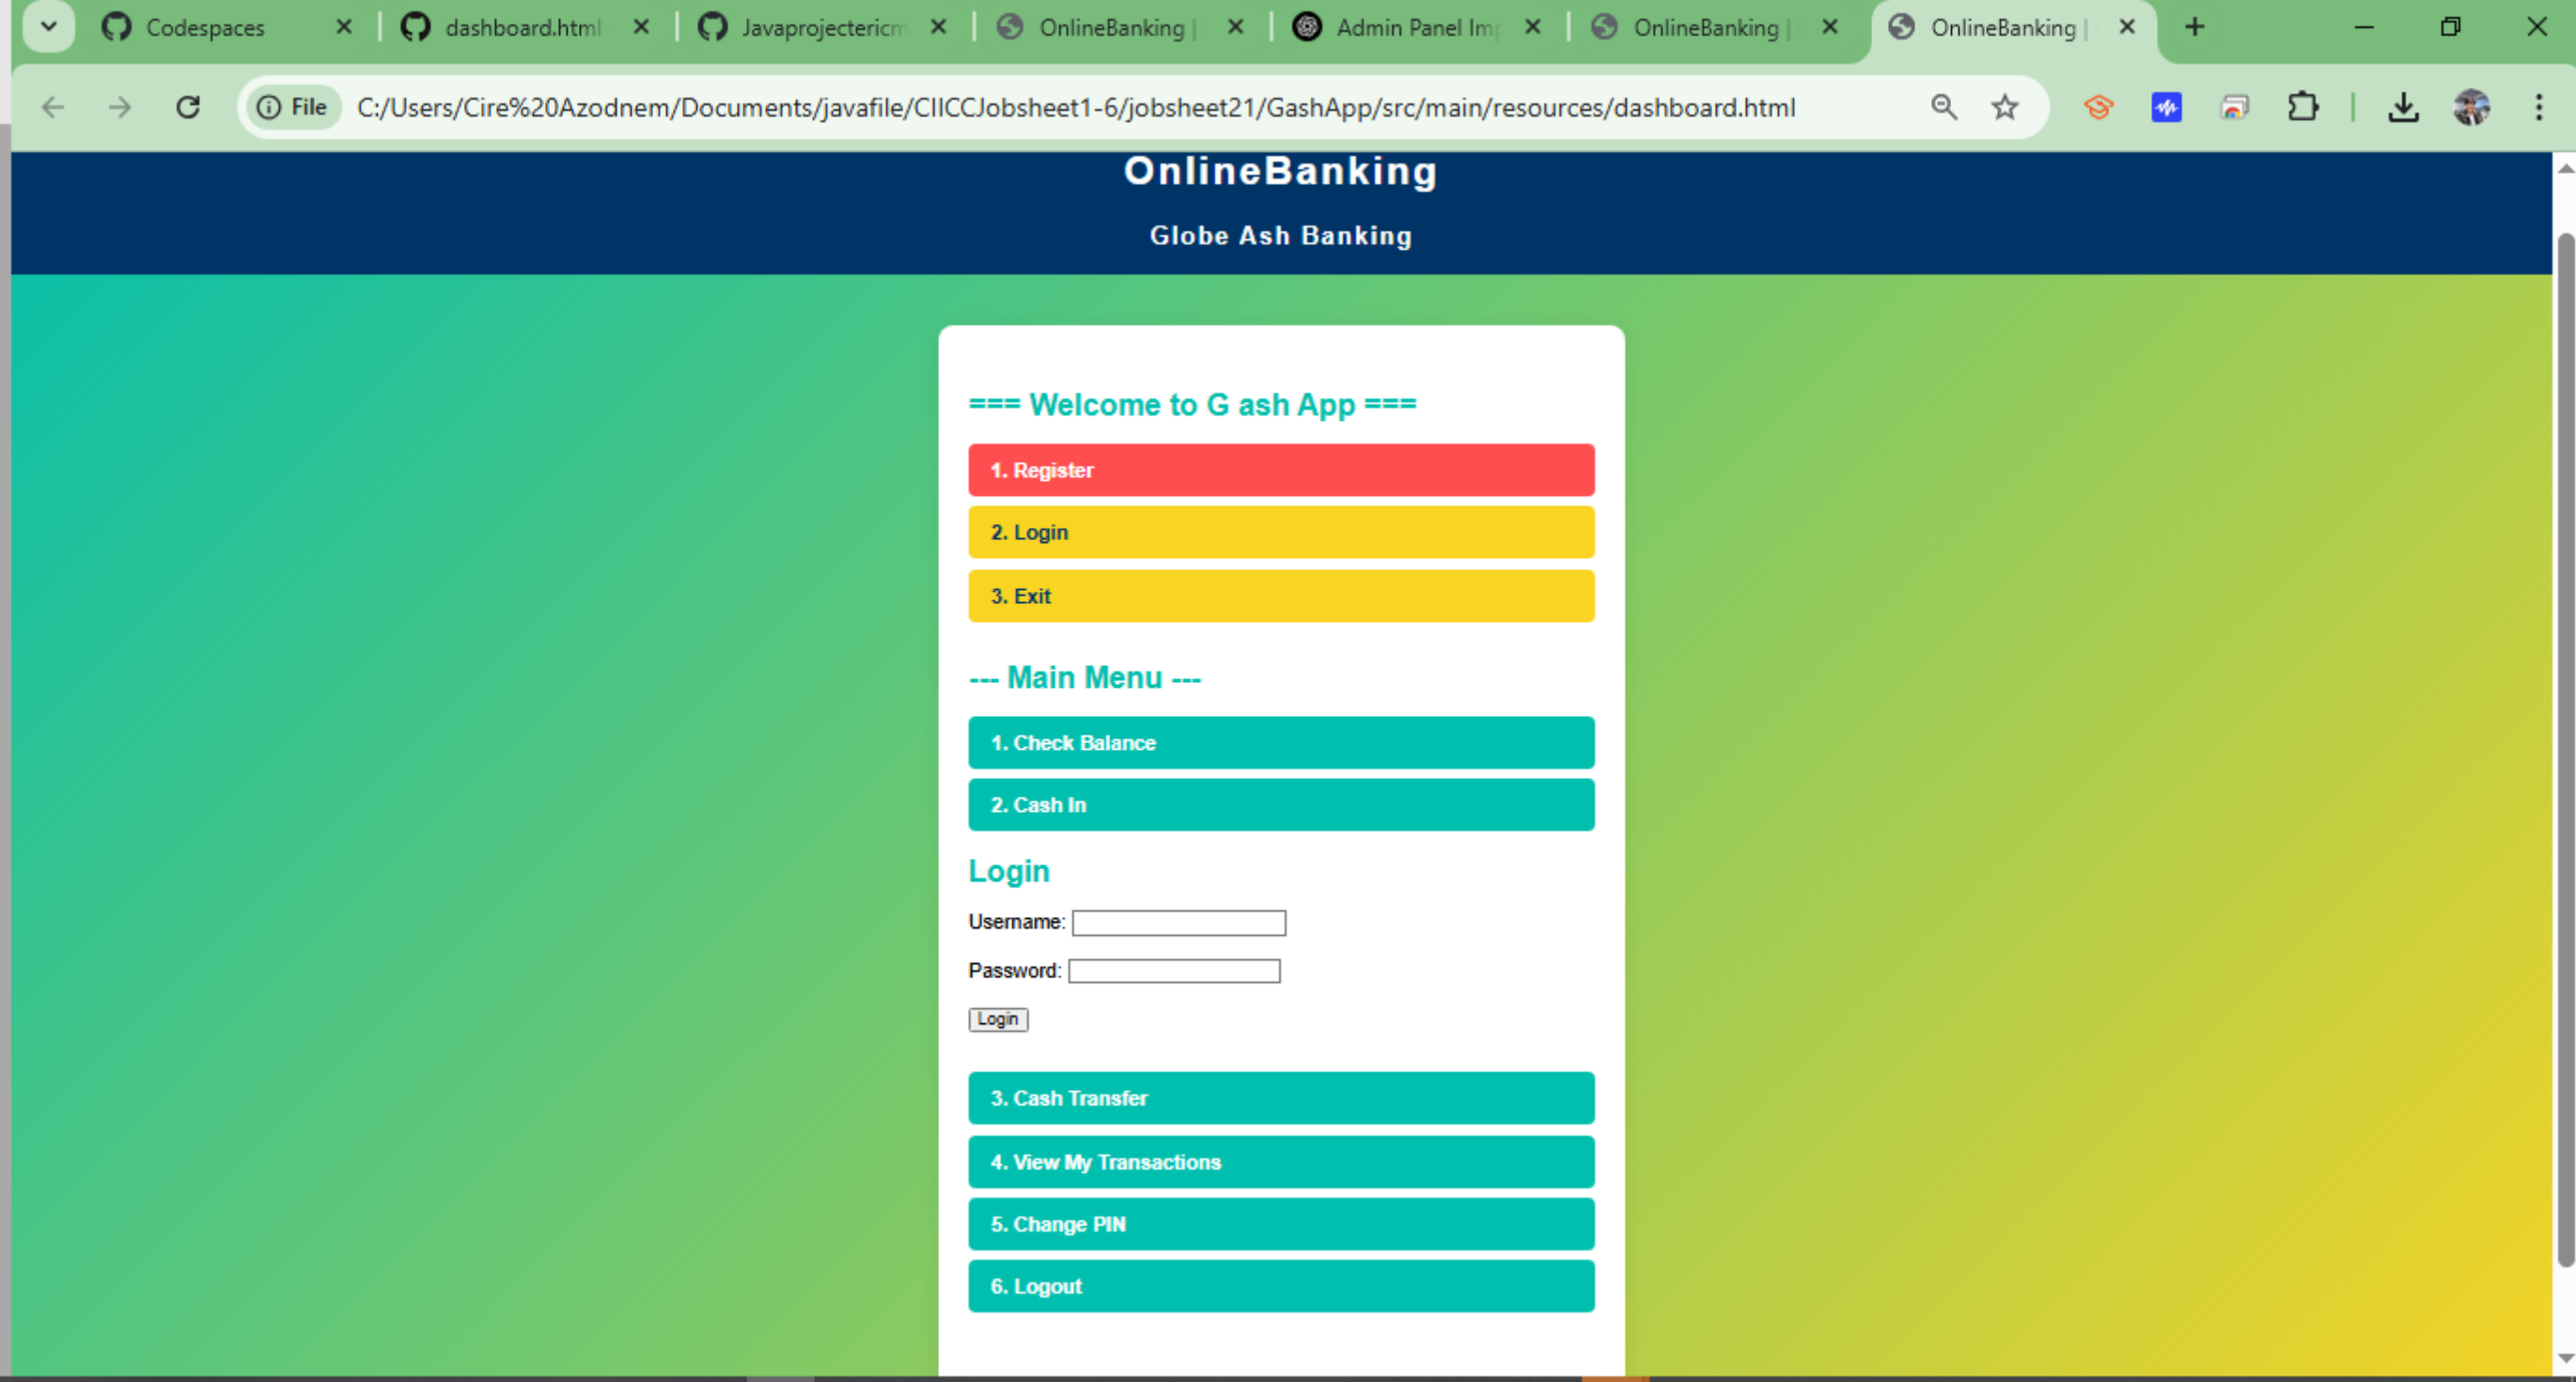 Codespaces
dashboard.html
Javaprojectericm
OnlineBanking |
Admin Panel Imp
OnlineBanking |
OnlineBanking |
File
C:/Users/Cire%20Azodnem/Documents/javafile/CIICCJobsheet1-6/jobsheet21/GashApp/src/main/resources/dashboard.html
OnlineBanking
Globe Ash Banking
=== Welcome to G ash App ===
1. Register
2. Login
3. Exit
--- Main Menu ---
1. Check Balance
2. Cash In
Login
Username:
Password:
Login
3. Cash Transfer
4. View My Transactions
5. Change PIN
6. Logout